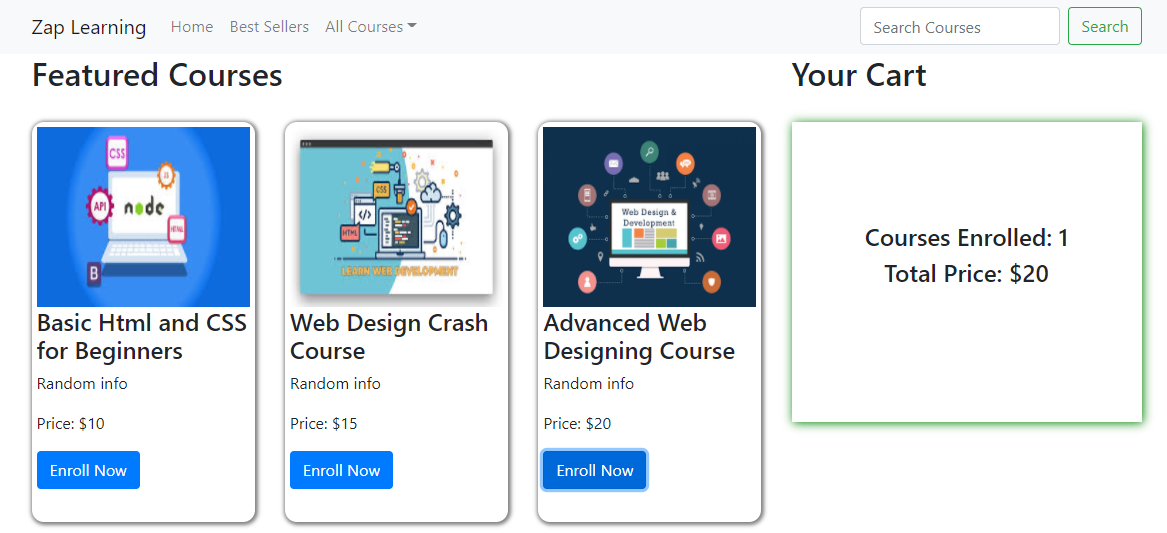 Zap Learning Home Best Sellers All Courses Search Courses Search
Featured Courses
Your Cart
CSS
JS
API
node
HTML
B
Basic Html and CSS
for Beginners
Random info
Price: $10
Enroll Now
CSS
</>
HTML
LEARN WEB DEVELOPMENT
Web Design Crash
Course
Random info
Price: $15
Enroll Now
Web Design &
Development
Advanced Web
Designing Course
Random info
Price: $20
Enroll Now
Courses Enrolled: 1
Total Price: $20